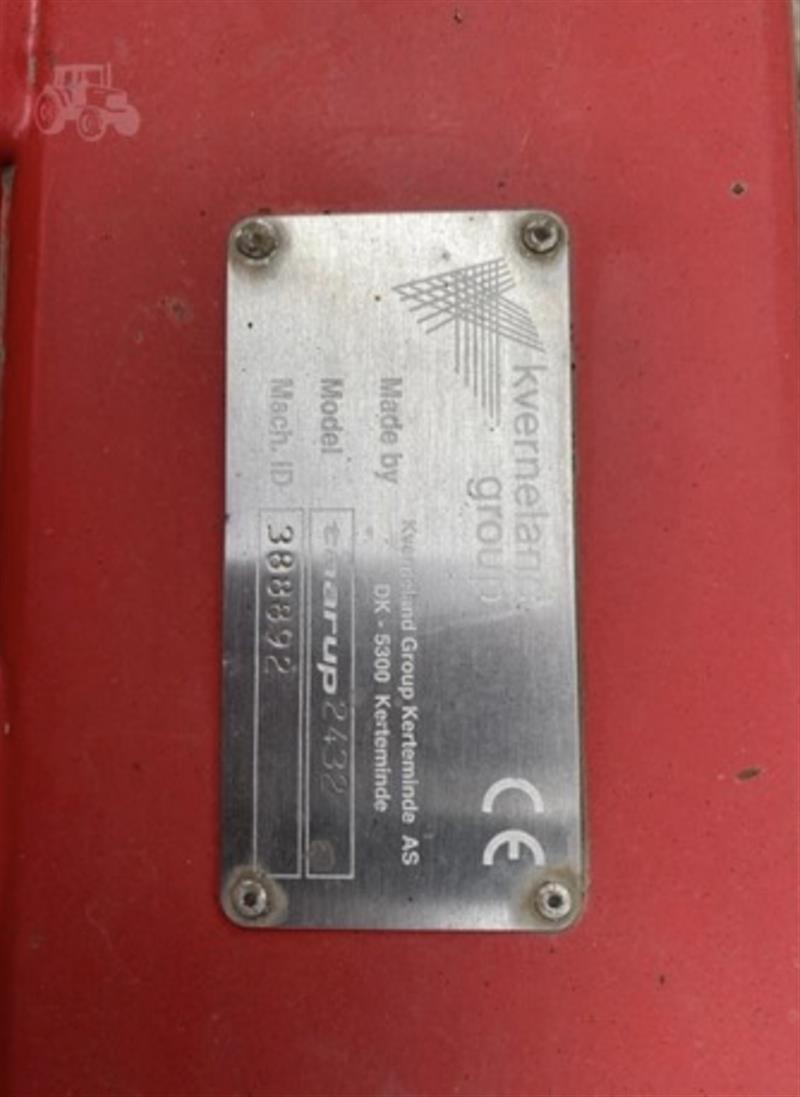 kverneland
group
CE
Made by Kverneland Group Kerteminde AS
DK - 5300 Kerteminde
Model taarup 2432
Mach. ID 388892